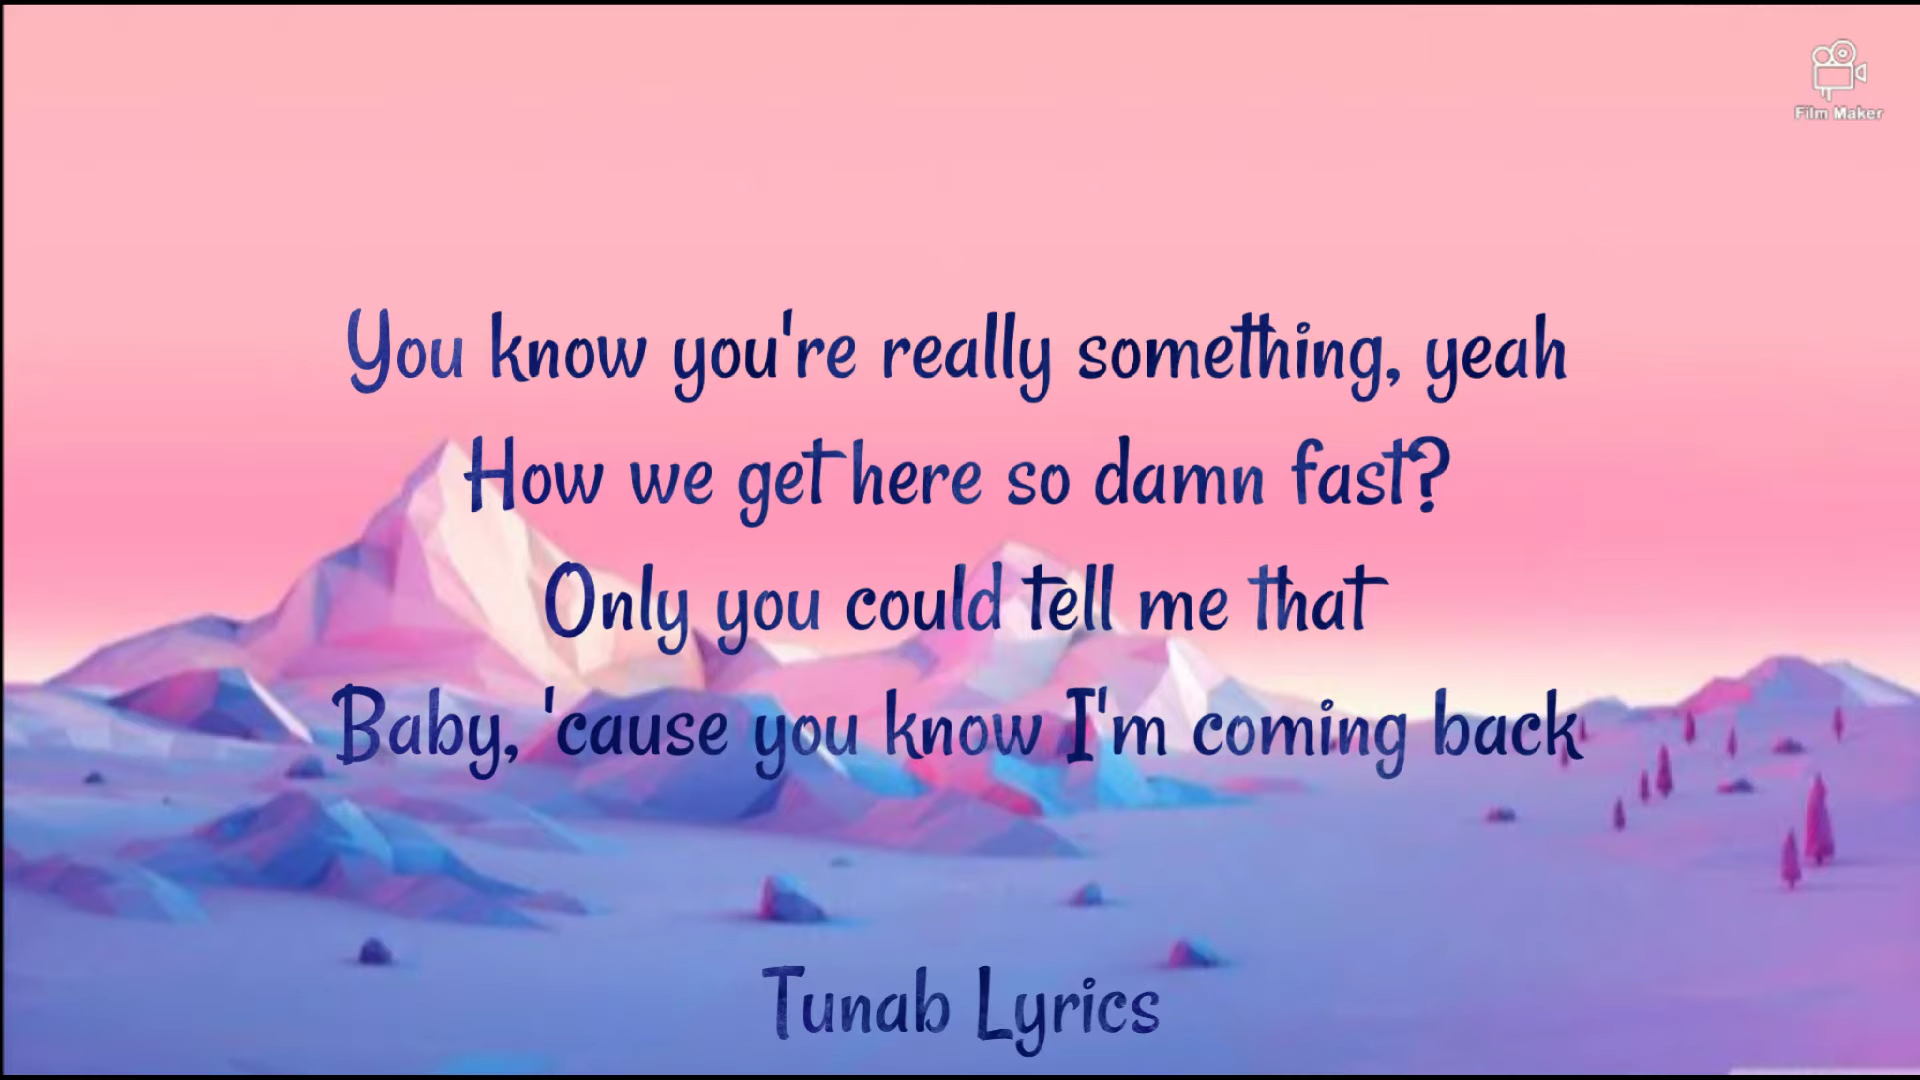 Film Maker
You know you're really something, yeah
How we get here so damn fast?
Only you could tell me that
Baby, 'cause you know I'm coming back
Tunab Lyrics